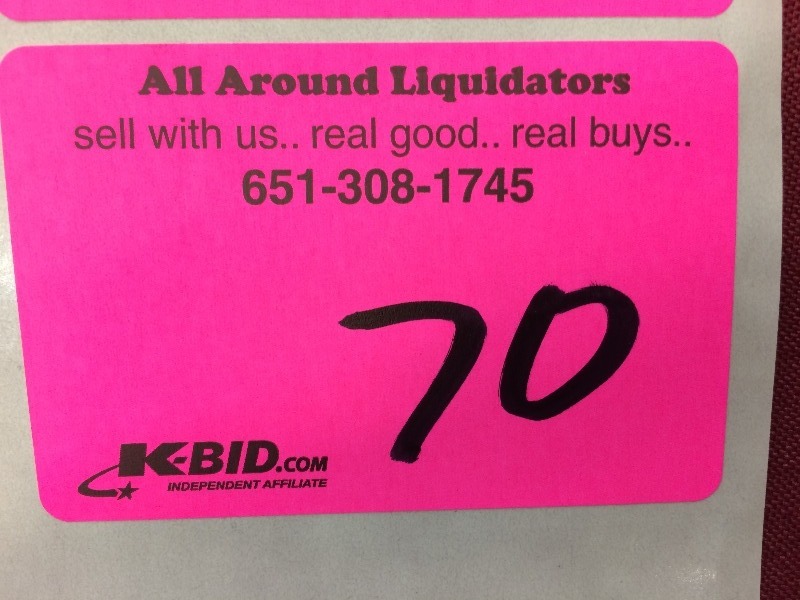 All Around Liquidators
sell with us.. real good.. real buys..
651-308-1745
70
K-BID.COM
INDEPENDENT AFFILIATE